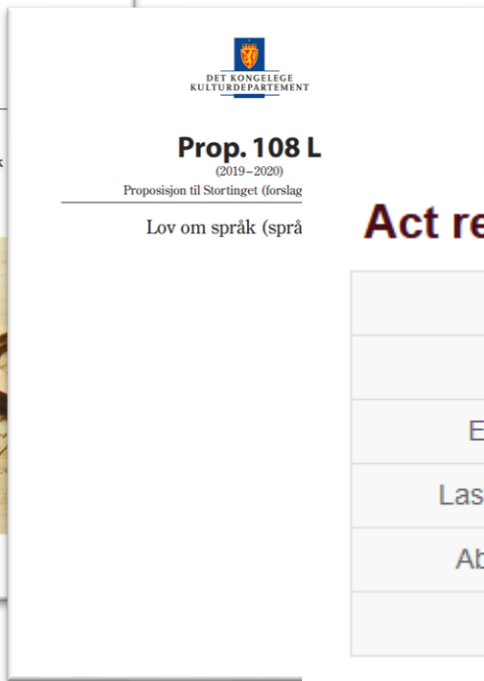 DET KONGELEGE
KULTURDEPARTEMENT
Prop. 108 L
(2019–2020)
Proposisjon til Stortinget (forslag
Lov om språk (språ
Act re
E
Las
Ab